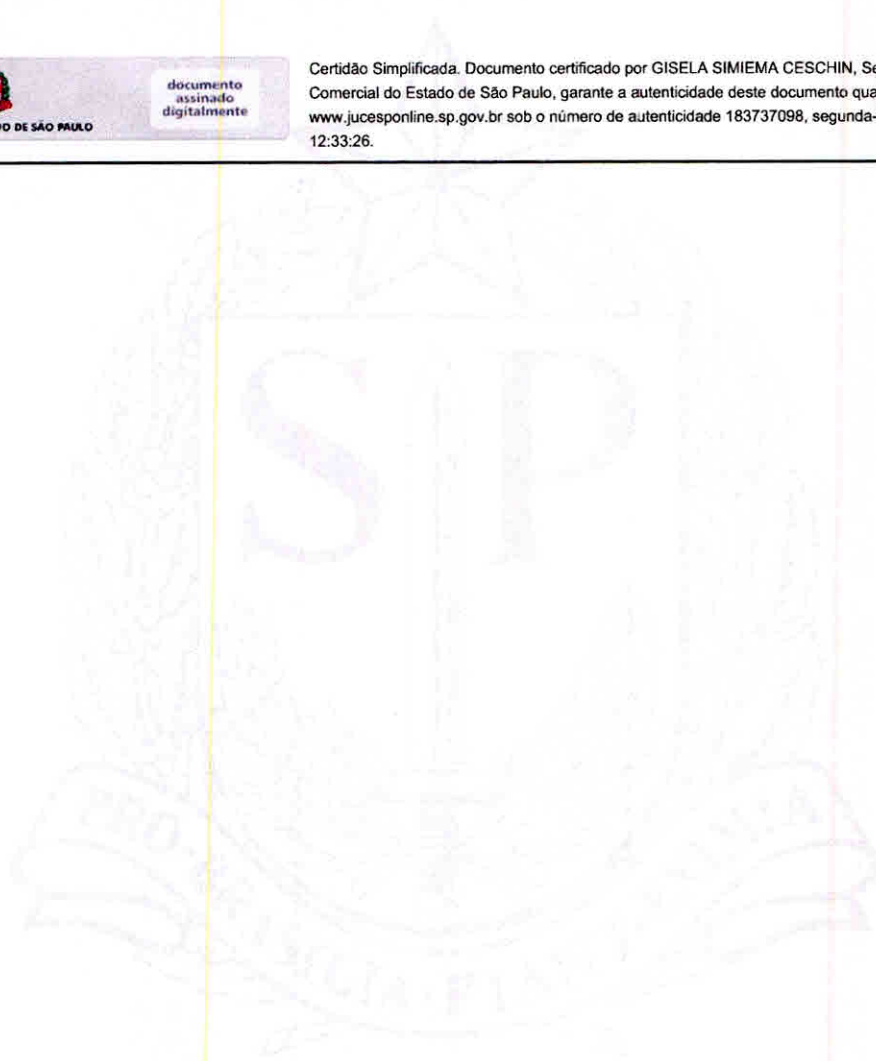 documento
assinado
digitalmente
O DE SÃO PAULO
Certidão Simplificada. Documento certificado por GISELA SIMIEMA CESCHIN, Se
Comercial do Estado de São Paulo, garante a autenticidade deste documento qua
www.jucesponline.sp.gov.br sob o número de autenticidade 183737098, segunda-
12:33:26.
SP